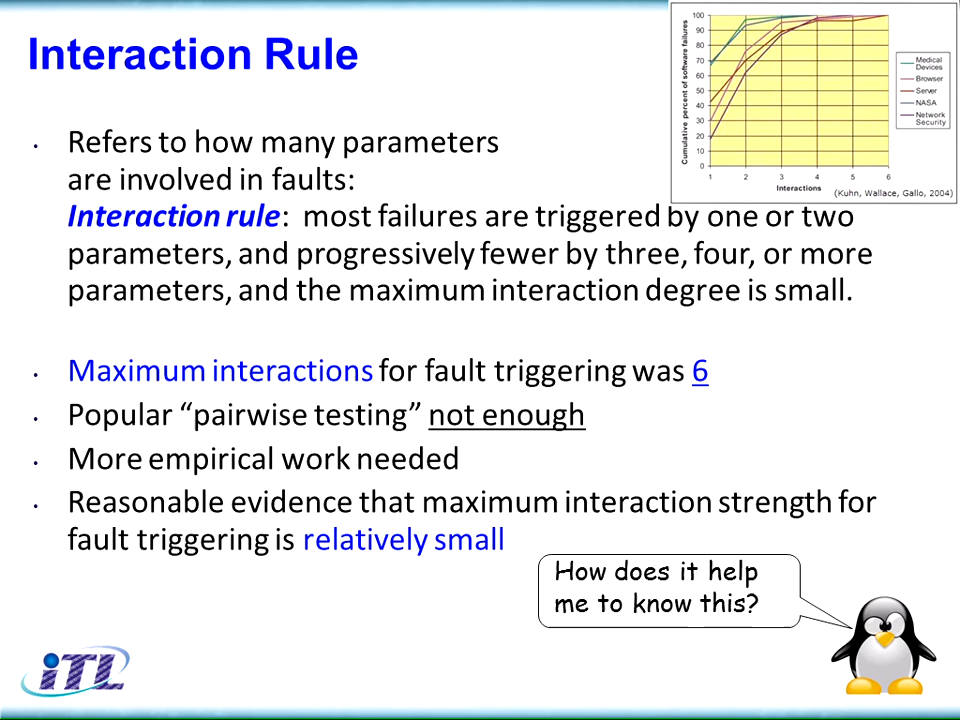 Interaction Rule
100
90
80
70
60
50
40
30
20
10
0
Cumulative percent of software failures
1 2 3 4 5 6
Interactions
Medical
Devices
Browser
Server
NASA
Network
Security
(Kuhn, Wallace, Gallo, 2004)
• Refers to how many parameters
are involved in faults:
Interaction rule: most failures are triggered by one or two
parameters, and progressively fewer by three, four, or more
parameters, and the maximum interaction degree is small.
• Maximum interactions for fault triggering was 6
• Popular “pairwise testing” not enough
• More empirical work needed
• Reasonable evidence that maximum interaction strength for
fault triggering is relatively small
How does it help
me to know this?
iTL